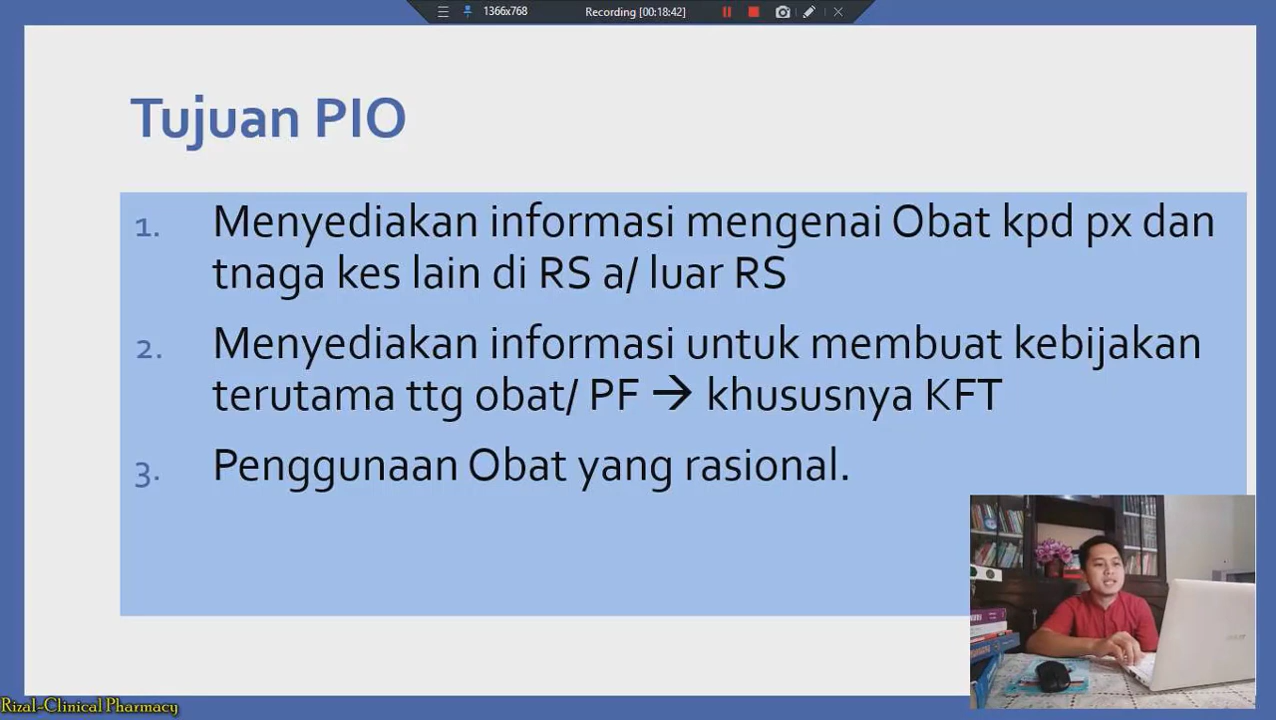 1366x768 Recording [00:18:42]
Tujuan PIO
1. Menyediakan informasi mengenai Obat kpd px dan
tnaga kes lain di RS a/ luar RS
2. Menyediakan informasi untuk membuat kebijakan
terutama ttg obat/ PF → khususnya KFT
3. Penggunaan Obat yang rasional.
Rizal-Clinical Pharmacy